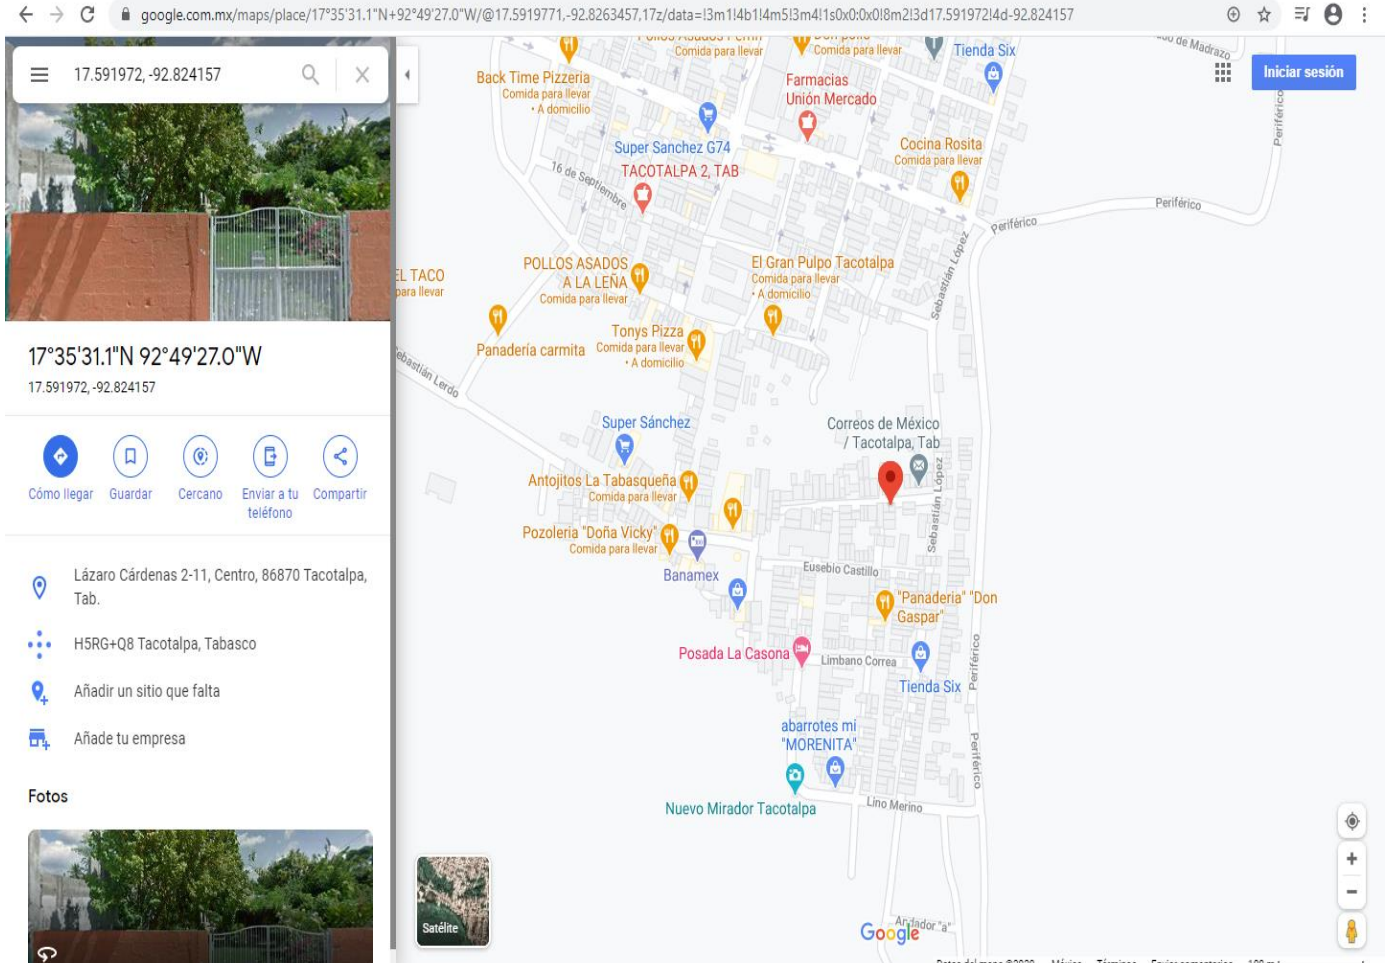 google.com.mx/maps/place/17°35'31.1"N+92°49'27.0"W/@17.5919771,-92.8263457,17z/data=!3m1!4b1!4m5!3m4!1s0x0:0x0!8m2!3d17.591972!4d-92.824157
17.591972, -92.824157
17°35'31.1"N 92°49'27.0"W
17.591972, -92.824157
Cómo llegar
Guardar
Cercano
Enviar a tu
teléfono
Compartir
Lázaro Cárdenas 2-11, Centro, 86870 Tacotalpa,
Tab.
H5RG+Q8 Tacotalpa, Tabasco
Añadir un sitio que falta
Añade tu empresa
Fotos
Comida para llevar
Comida para llevar
Tienda Six
de Madrazo
Iniciar sesión
Back Time Pizzeria
Comida para llevar
• A domicilio
Farmacias
Unión Mercado
Periférico
Super Sanchez G74
Cocina Rosita
Comida para llevar
16 de Septiembre
TACOTALPA 2, TAB
Periférico
Periférico
Sebastián López
EL TACO
para llevar
POLLOS ASADOS
A LA LEÑA
Comida para llevar
El Gran Pulpo Tacotalpa
Comida para llevar
• A domicilio
Panadería carmita
Tonys Pizza
Comida para llevar
• A domicilio
ebastián Lerdo
Super Sánchez
Correos de México
/ Tacotalpa, Tab
Antojitos La Tabasqueña
Comida para llevar
Sebastián López
Pozoleria "Doña Vicky"
Comida para llevar
Banamex
Eusebio Castillo
"Panaderia" "Don
Gaspar"
Posada La Casona
Limbano Correa
Periférico
Tienda Six
abarrotes mi
"MORENITA"
Periférico
Nuevo Mirador Tacotalpa
Lino Merino
Satélite
Andador "a"
Google